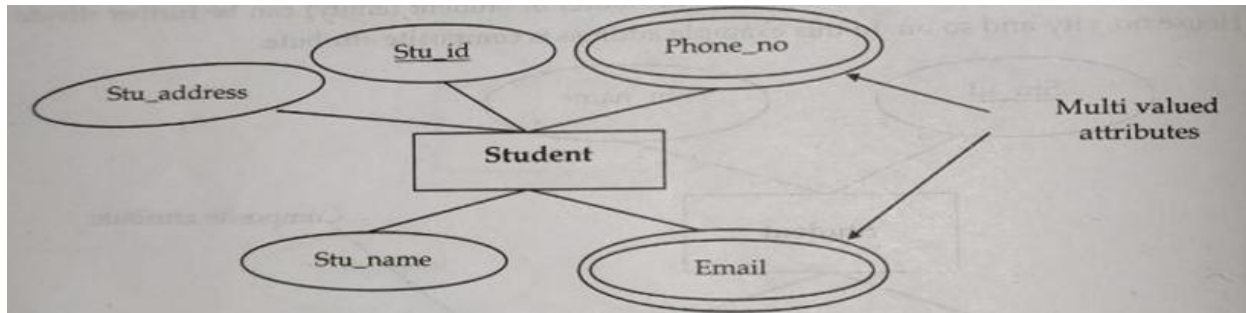 Stu_id
Phone_no
Stu_address
Multi valued
attributes
Student
Stu_name
Email